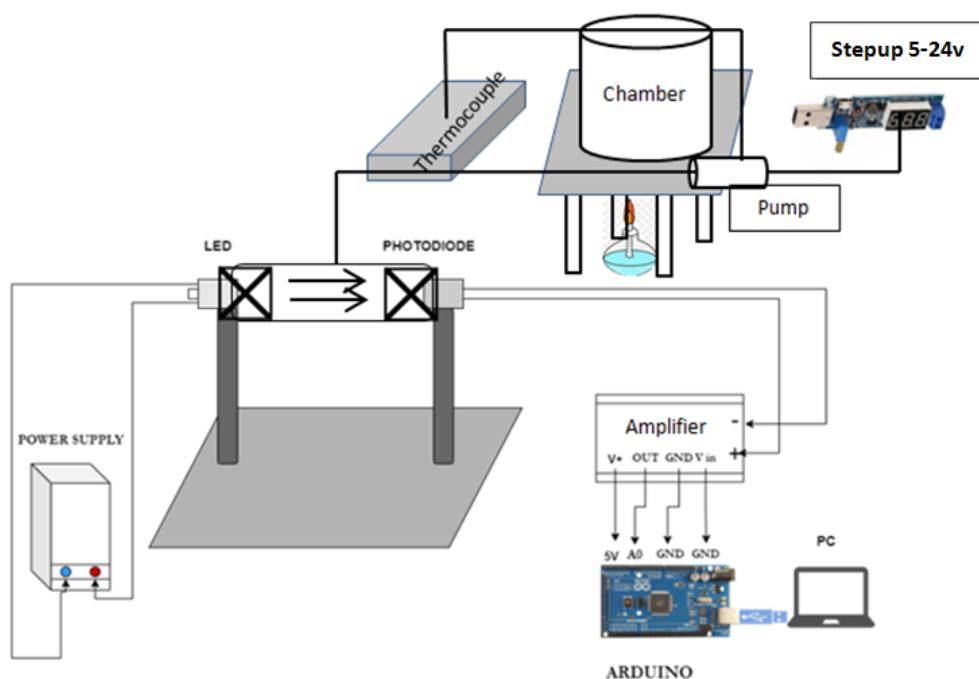 Stepup 5-24v
Chamber
Thermocouple
Pump
LED
PHOTODIODE
POWER SUPPLY
Amplifier
-
+
V+ OUT GND V in
5V A0 GND GND
PC
ARDUINO